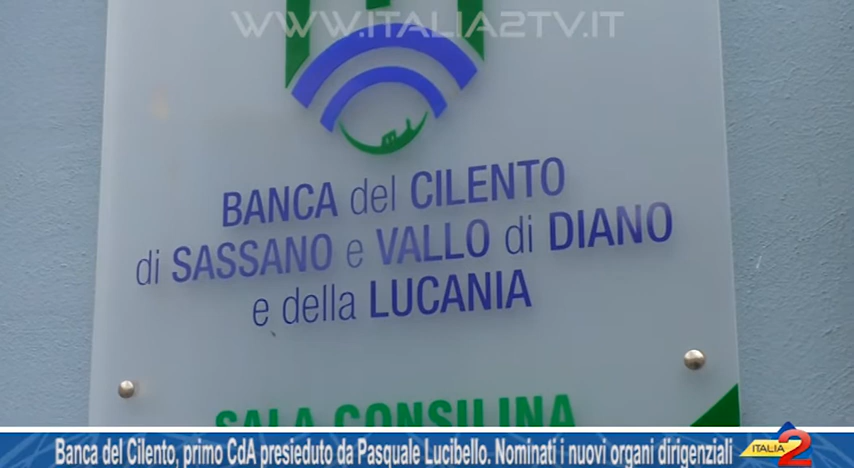 WWW.ITALIA2TV.IT
BANCA del CILENTO
di SASSANO e VALLO di DIANO
e della LUCANIA
SALA CONSILINA
Banca del Cilento, primo CdA presieduto da Pasquale Lucibello. Nominati i nuovi organi dirigenziali
ITALIA 2